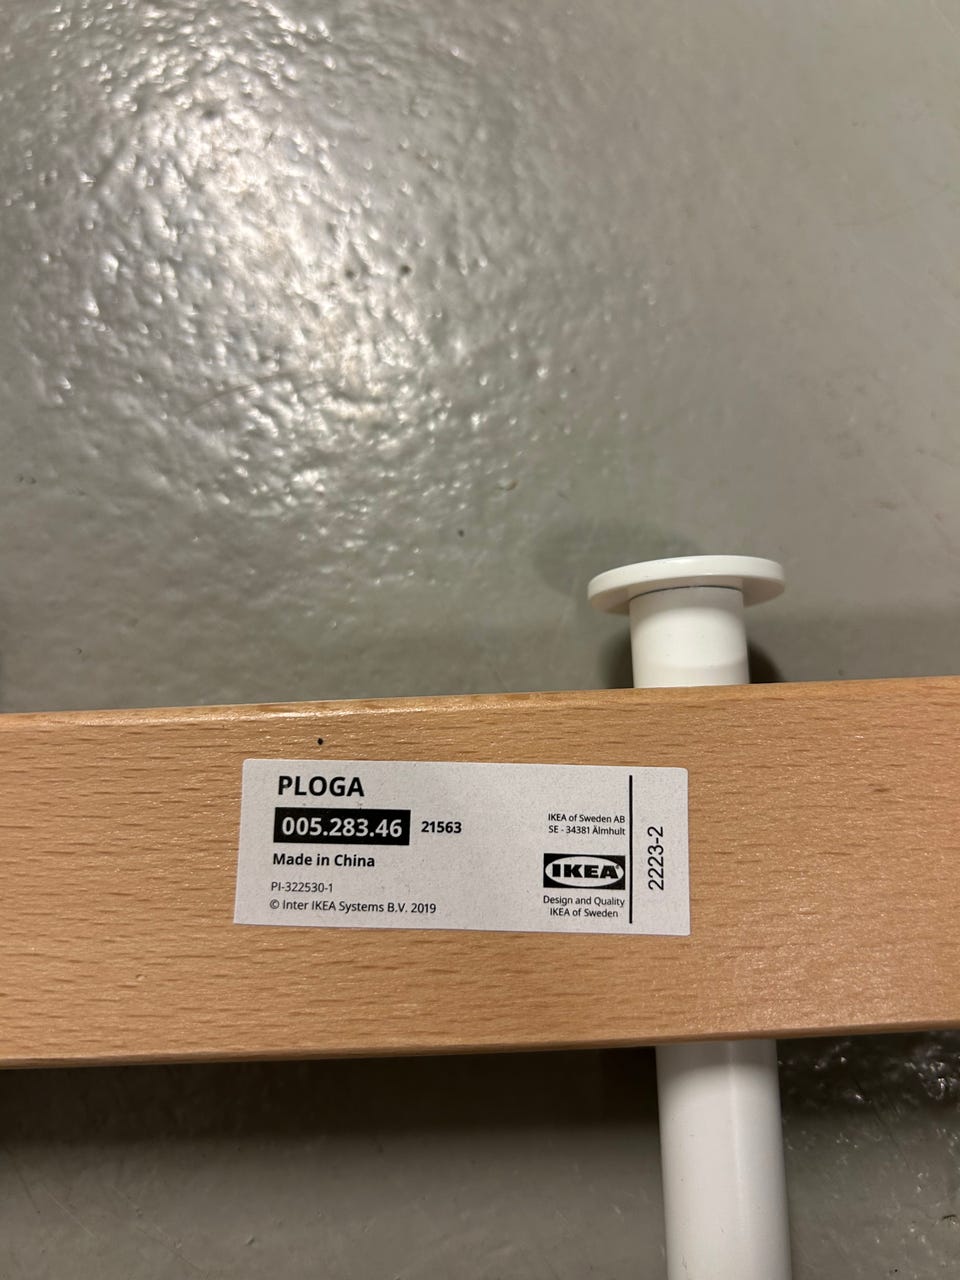 PLOGA
005.283.46 21563
Made in China
PI-322530-1
© Inter IKEA Systems B.V. 2019
IKEA of Sweden AB
SE - 34381 Älmhult
IKEA
Design and Quality
IKEA of Sweden
2223-2